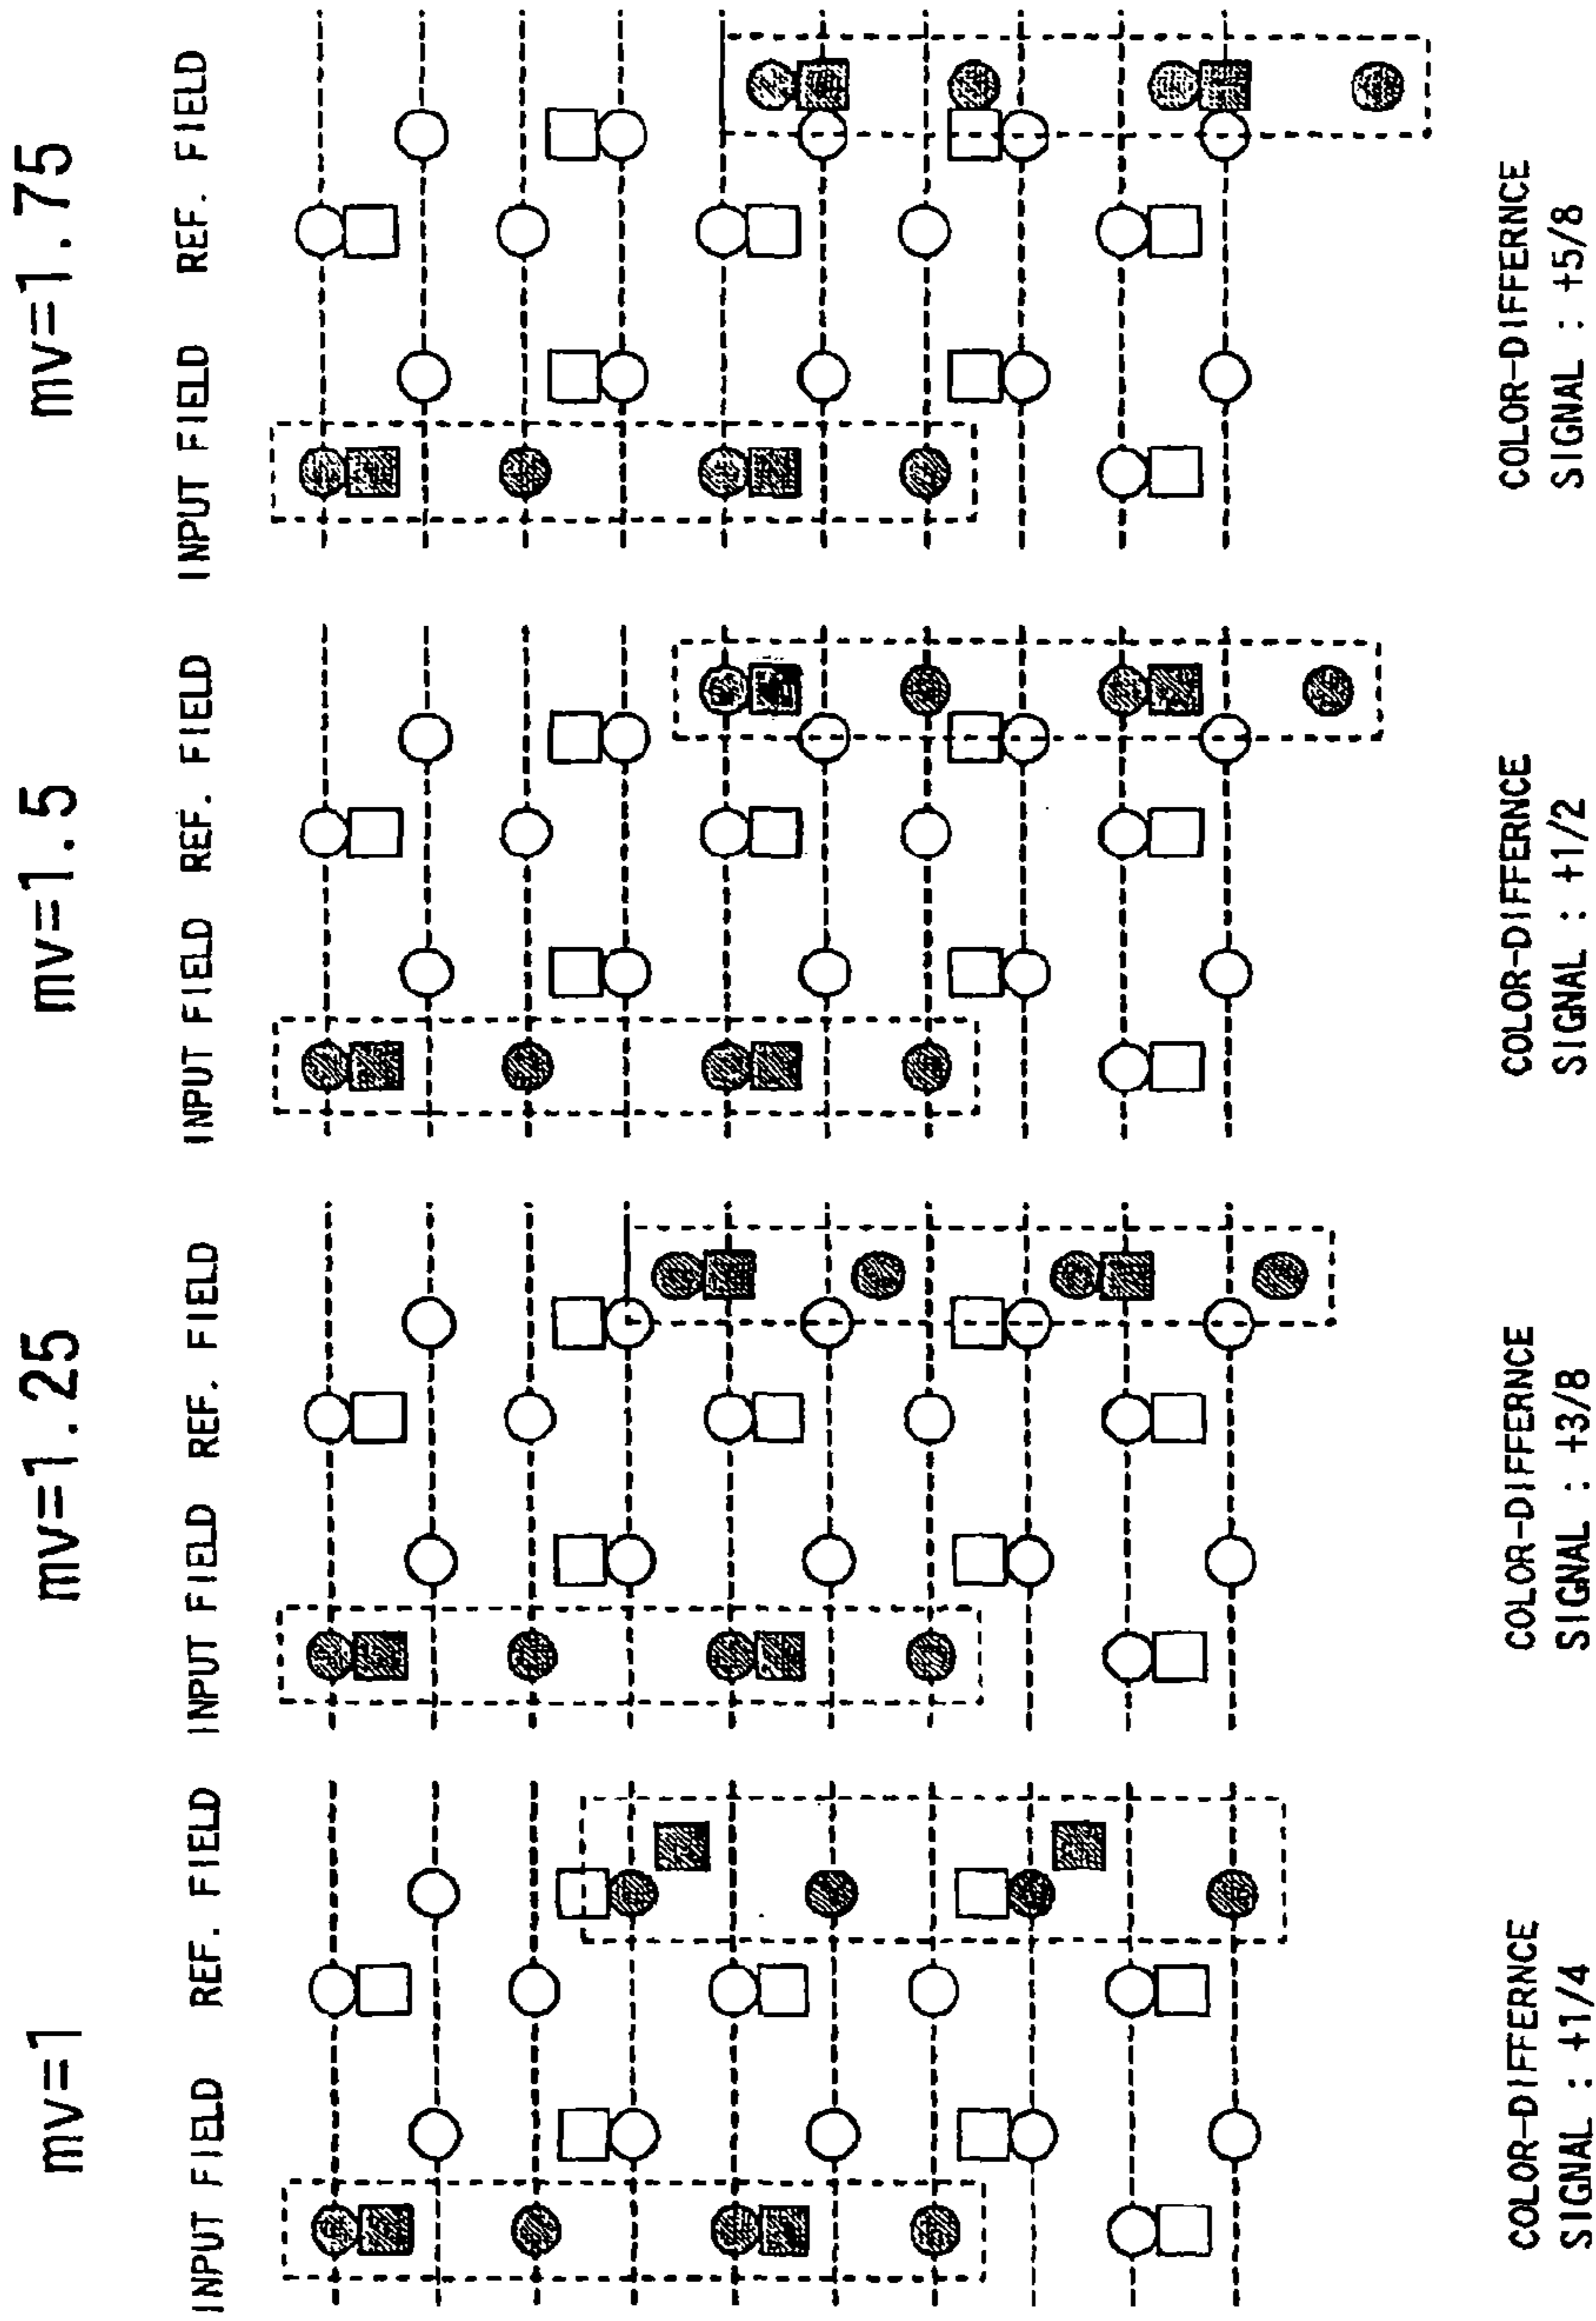 mv=1
INPUT FIELD REF. FIELD
COLOR-DIFFERNCE
SIGNAL : +1/4
mv=1.25
INPUT FIELD REF. FIELD
COLOR-DIFFERNCE
SIGNAL : +3/8
mv=1.5
INPUT FIELD REF. FIELD
COLOR-DIFFERNCE
SIGNAL : +1/2
mv=1.75
INPUT FIELD REF. FIELD
COLOR-DIFFERNCE
SIGNAL : +5/8